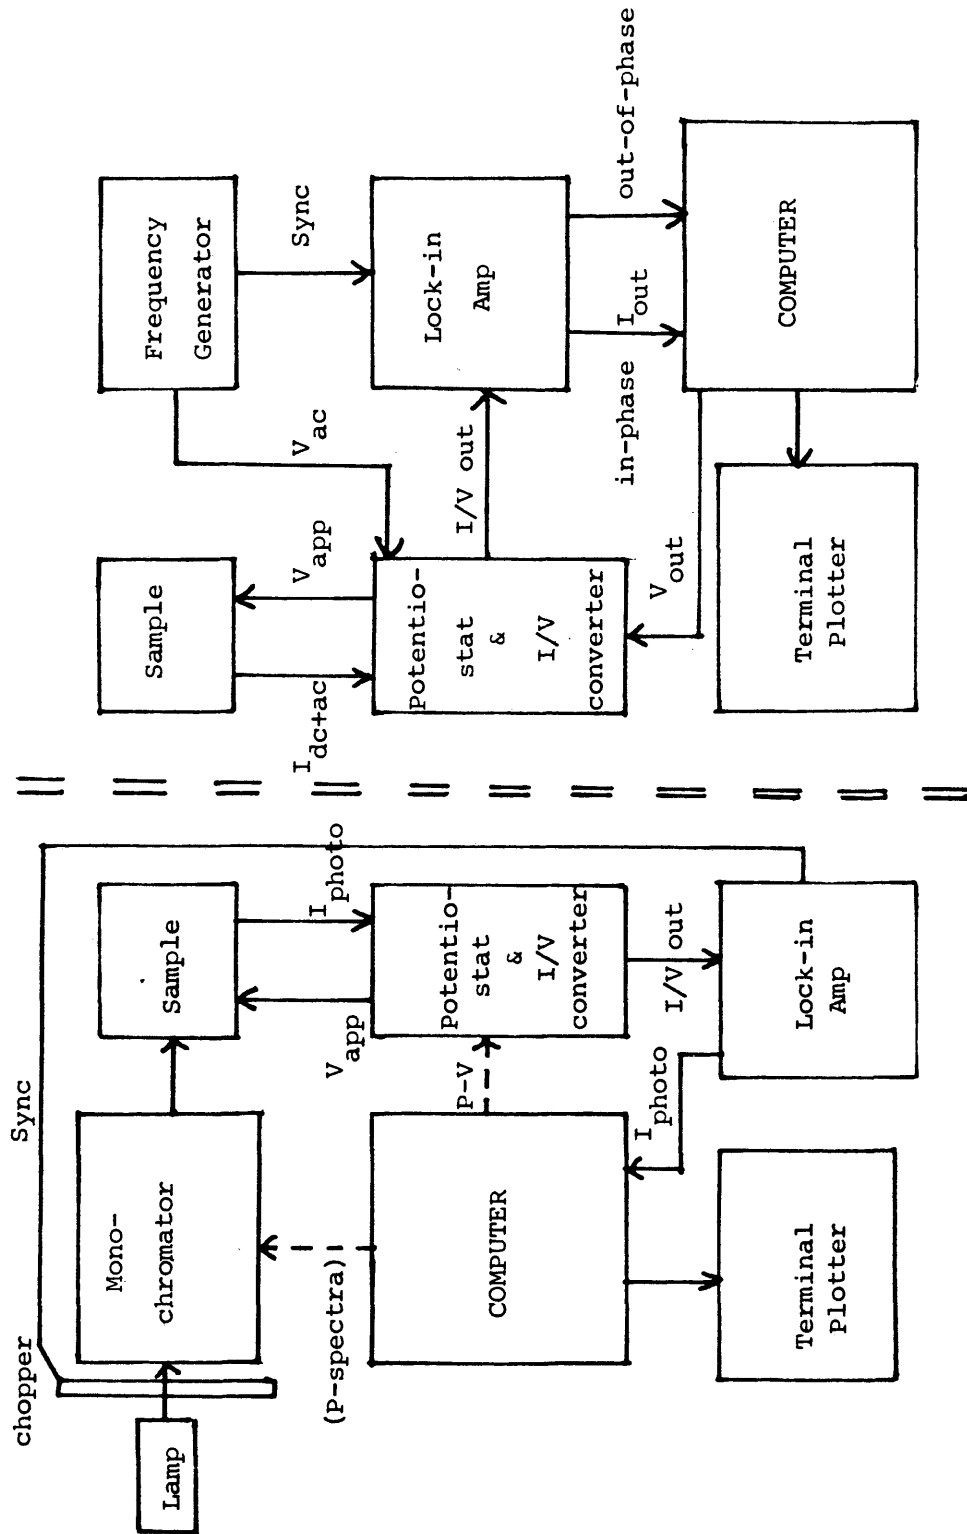 chopper
Sync
Lamp
Mono-
chromator
Sample
(P-spectra)
V app
I photo
COMPUTER
P-V
Potentio-
stat
&
I/V
converter
I photo
I/V out
Terminal
Plotter
Lock-in
Amp
Sample
Frequency
Generator
I dc+ac
V app
V ac
Sync
Potentio-
stat
&
I/V
converter
I/V out
Lock-in
Amp
V out
in-phase
I out
out-of-phase
Terminal
Plotter
COMPUTER